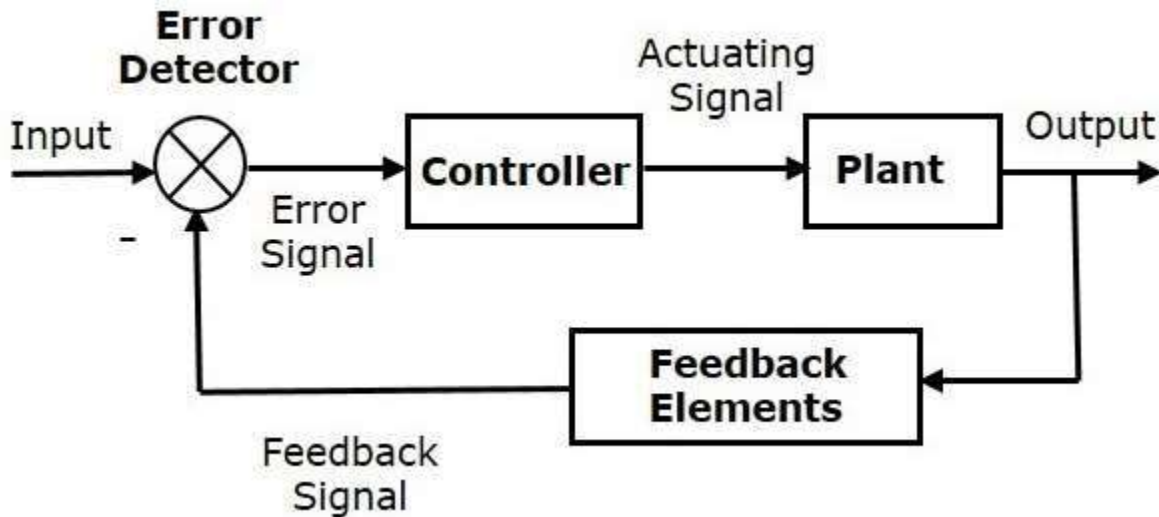 Error
Detector
Input
-
Error
Signal
Controller
Actuating
Signal
Plant
Output
Feedback
Elements
Feedback
Signal